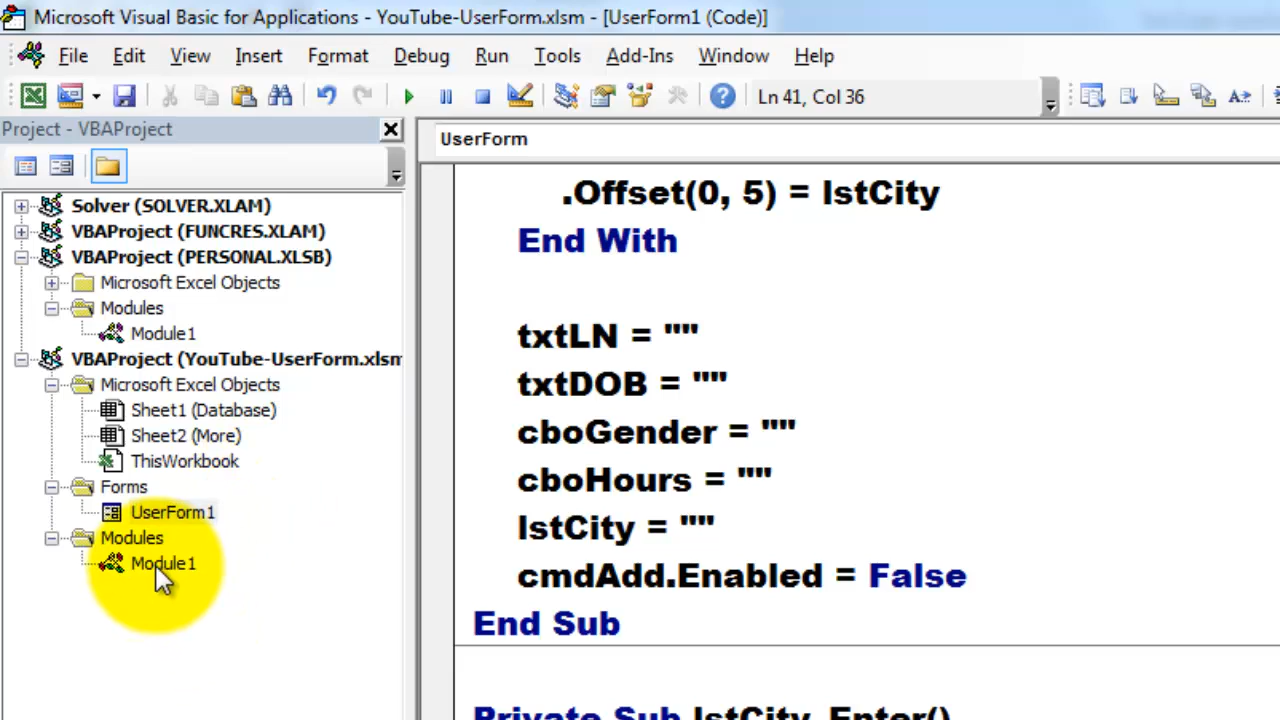 Microsoft Visual Basic for Applications - YouTube-UserForm.xlsm - [UserForm1 (Code)]
File Edit View Insert Format Debug Run Tools Add-Ins Window Help
Ln 41, Col 36
Project - VBAProject
UserForm
Solver (SOLVER.XLAM)
VBAProject (FUNCRES.XLAM)
VBAProject (PERSONAL.XLSB)
Microsoft Excel Objects
Modules
Module1
VBAProject (YouTube-UserForm.xlsm
Microsoft Excel Objects
Sheet1 (Database)
Sheet2 (More)
ThisWorkbook
Forms
UserForm1
Modules
Module1
.Offset(0, 5) = lstCity
End With
txtLN = ""
txtDOB = ""
cboGender = ""
cboHours = ""
lstCity = ""
cmdAdd.Enabled = False
End Sub
Private Sub lstCity_Enter()